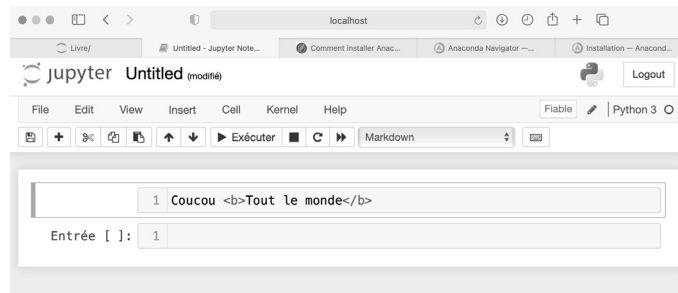 localhost
Livre/ Untitled - Jupyter Note... Comment installer Anac... Anaconda Navigator —... Installation — Anacond...
jupyter Untitled (modifié) Logout
File Edit View Insert Cell Kernel Help Fiable Python 3
Exécuter Markdown
1 Coucou <b>Tout le monde</b>
Entrée [ ]: 1